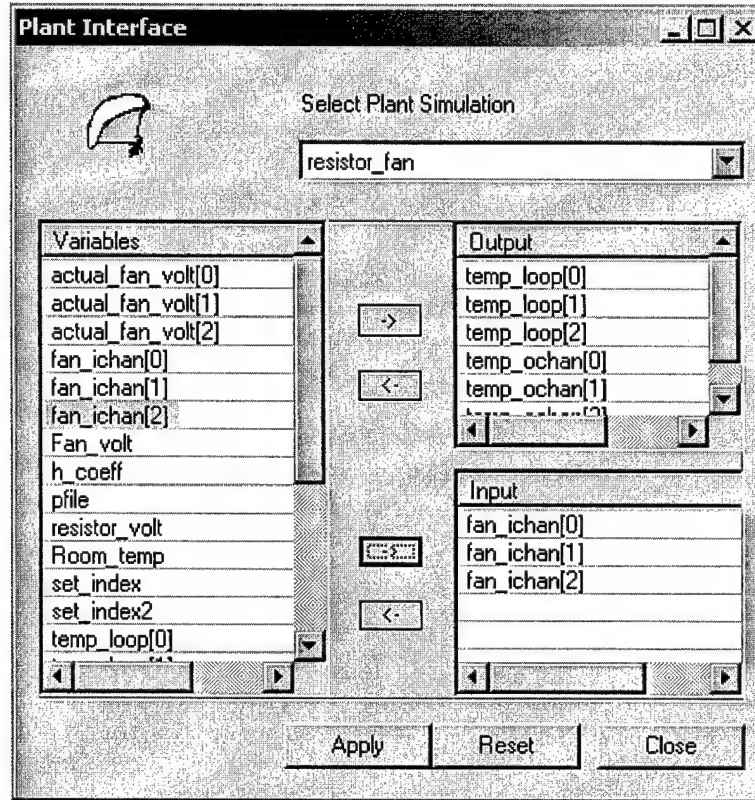 Plant Interface
Select Plant Simulation
resistor_fan
Variables
actual_fan_volt[0]
actual_fan_volt[1]
actual_fan_volt[2]
fan_ichan[0]
fan_ichan[1]
fan_ichan[2]
Fan_volt
h_coeff
pfile
resistor_volt
Room_temp
set_index
set_index2
temp_loop[0]
->
<-
->
<-
Output
temp_loop[0]
temp_loop[1]
temp_loop[2]
temp_ochan[0]
temp_ochan[1]
Input
fan_ichan[0]
fan_ichan[1]
fan_ichan[2]
Apply
Reset
Close